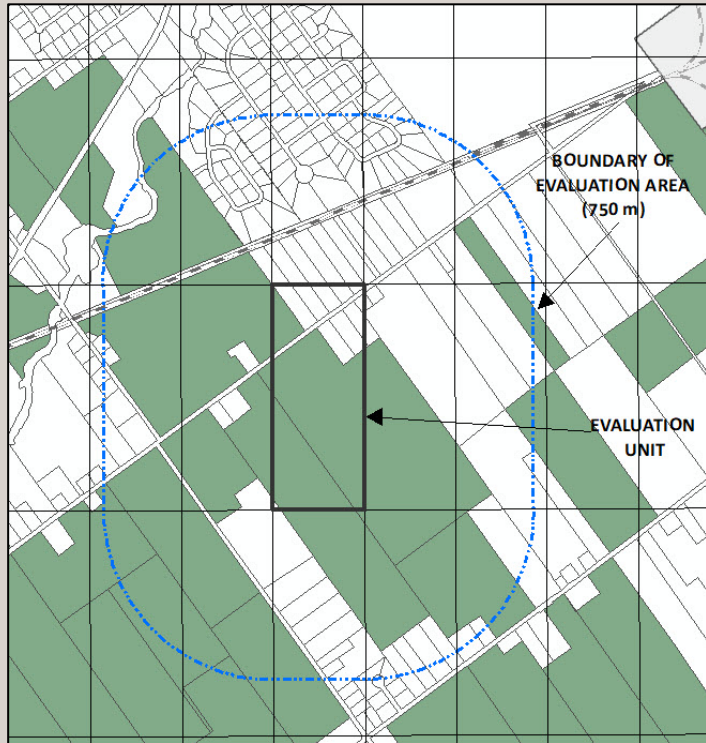 BOUNDARY OF
EVALUATION AREA
(750 m)
EVALUATION
UNIT